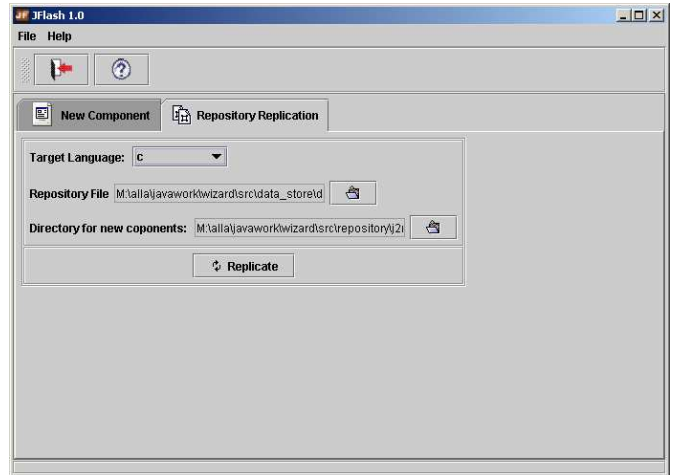 JFlash 1.0
File Help
New Component Repository Replication
Target Language: C
Repository File M:\alla\javawork\wizard\src\data_store\d
Directory for new coponents: M:\alla\javawork\wizard\src\repository\j2
Replicate